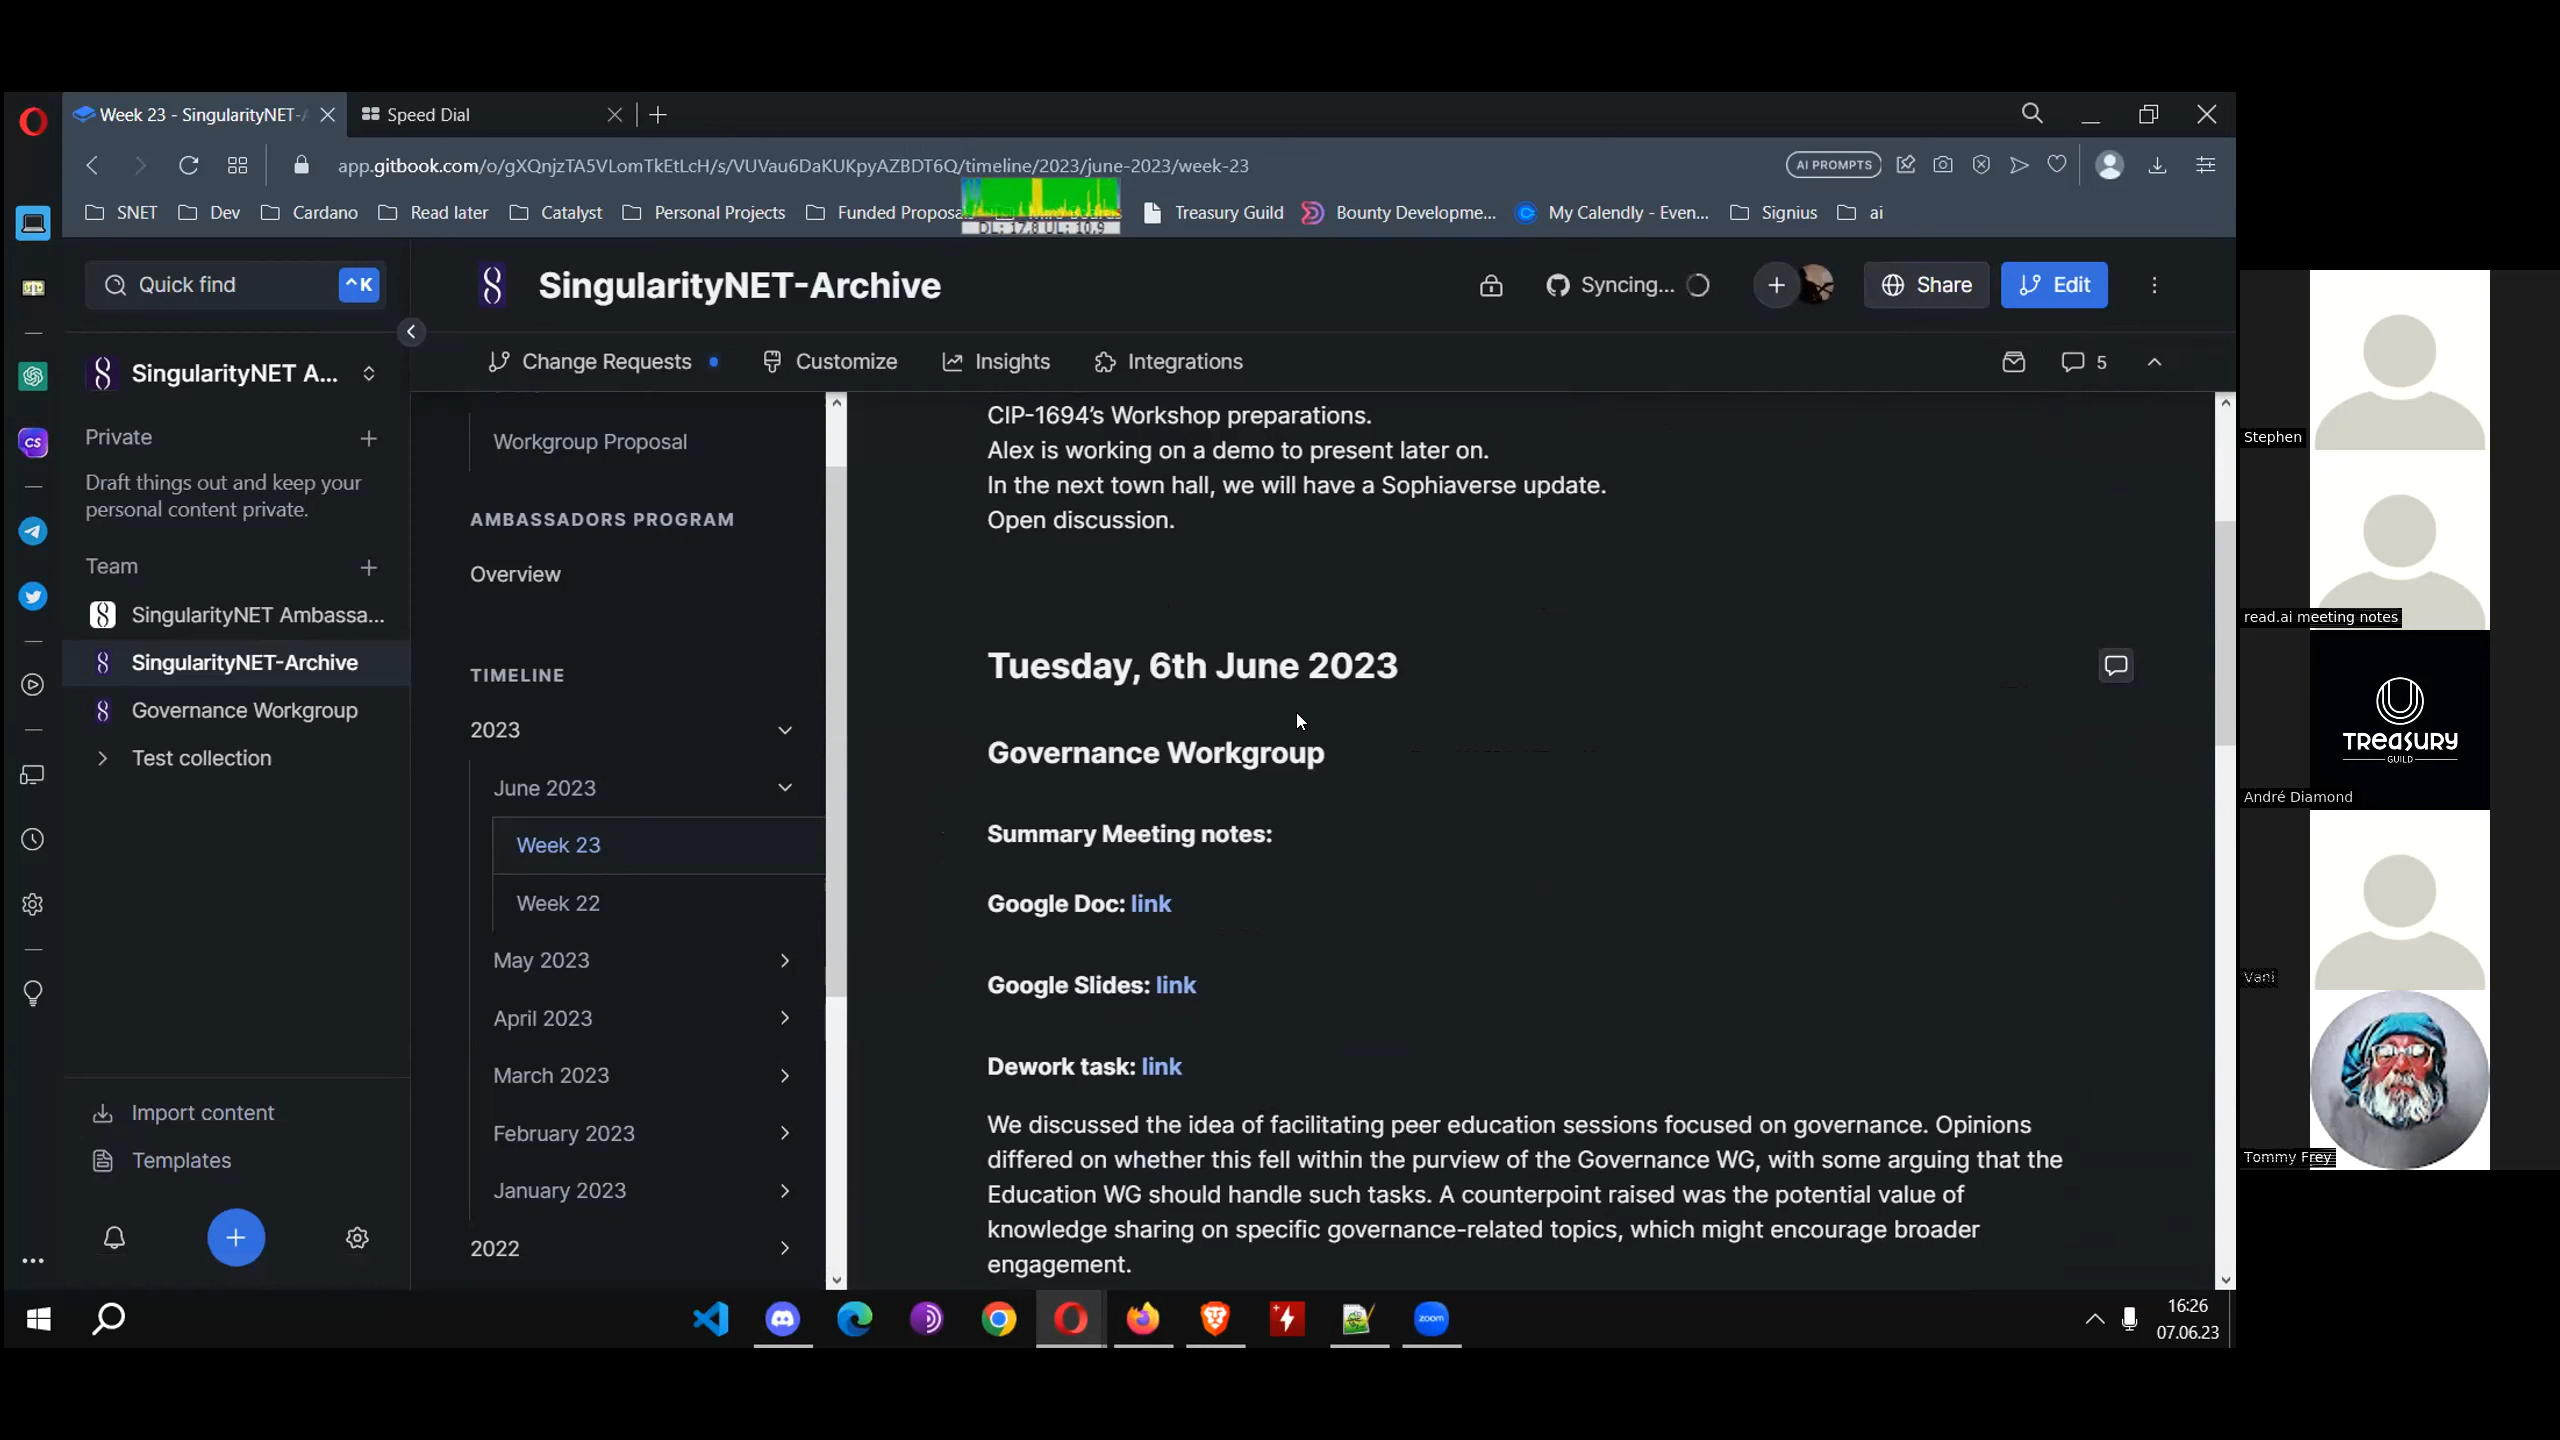 Week 23 - SingularityNET-A
Speed Dial
app.gitbook.com/o/gXQnjzTA5VLomTkEtLcH/s/VUVau6DaKUKpyAZBDT6Q/timeline/2023/june-2023/week-23
AI PROMPTS
SNET
Dev
Cardano
Read later
Catalyst
Personal Projects
Funded Proposa
DL: 17.8 UL: 10.9
Treasury Guild
Bounty Developme...
My Calendly - Even...
Signius
ai
Quick find
^K
SingularityNET-Archive
Syncing...
Share
Edit
SingularityNET A...
Change Requests
Customize
Insights
Integrations
5
Private
Draft things out and keep your
personal content private.
Team
SingularityNET Ambassa...
SingularityNET-Archive
Governance Workgroup
Test collection
Import content
Templates
Workgroup Proposal
AMBASSADORS PROGRAM
Overview
TIMELINE
2023
June 2023
Week 23
Week 22
May 2023
April 2023
March 2023
February 2023
January 2023
2022
CIP-1694’s Workshop preparations.
Alex is working on a demo to present later on.
In the next town hall, we will have a Sophiaverse update.
Open discussion.
Tuesday, 6th June 2023
Governance Workgroup
Summary Meeting notes:
Google Doc: link
Google Slides: link
Dework task: link
We discussed the idea of facilitating peer education sessions focused on governance. Opinions
differed on whether this fell within the purview of the Governance WG, with some arguing that the
Education WG should handle such tasks. A counterpoint raised was the potential value of
knowledge sharing on specific governance-related topics, which might encourage broader
engagement.
CS
zoom
16:26
07.06.23
Stephen
read.ai meeting notes
TREASURY
GUILD
André Diamond
Vani
Tommy Frey